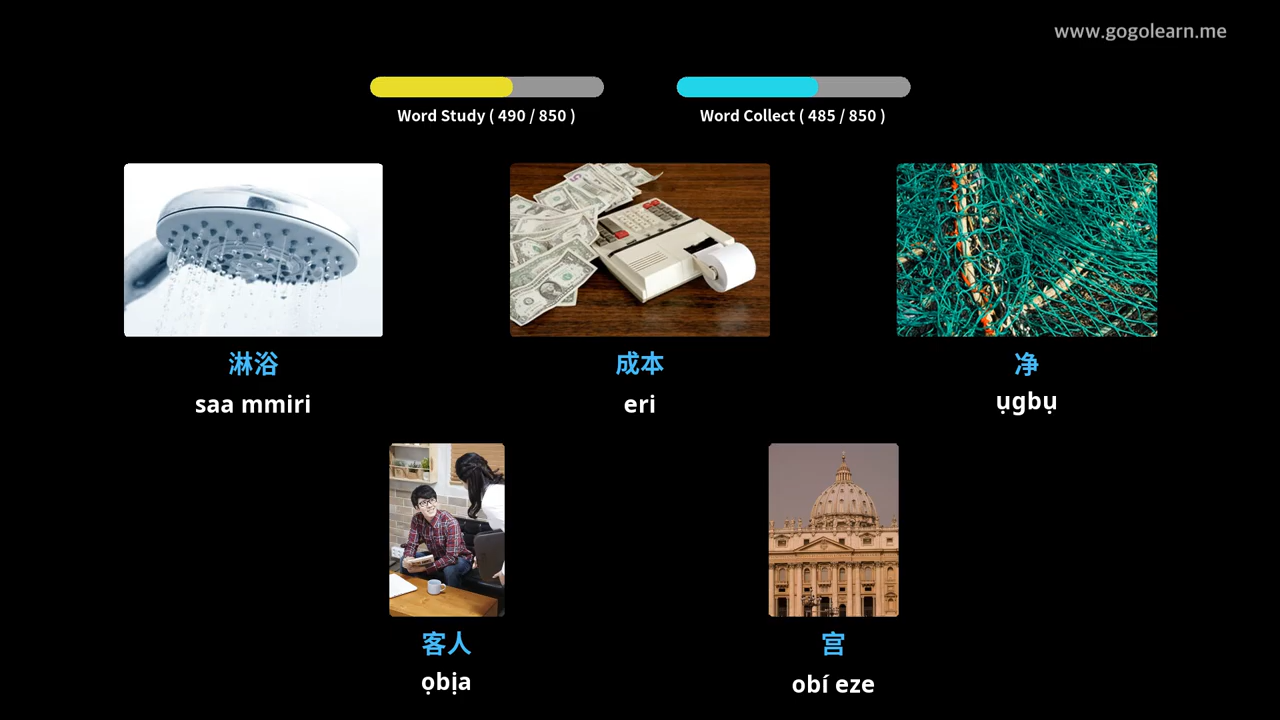 www.gogolearn.me
Word Study ( 490 / 850 )
Word Collect ( 485 / 850 )
淋浴
saa mmiri
成本
eri
净
ụgbụ
客人
ọbịa
宫
obí eze